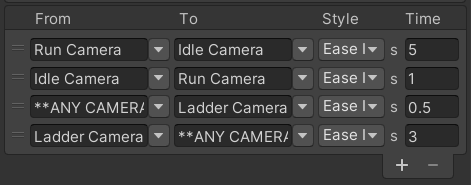 From To Style Time
Run Camera Idle Camera Ease I s 5
Idle Camera Run Camera Ease I s 1
**ANY CAMERA Ladder Camera Ease I s 0.5
Ladder Camera **ANY CAMERA Ease I s 3
+ −